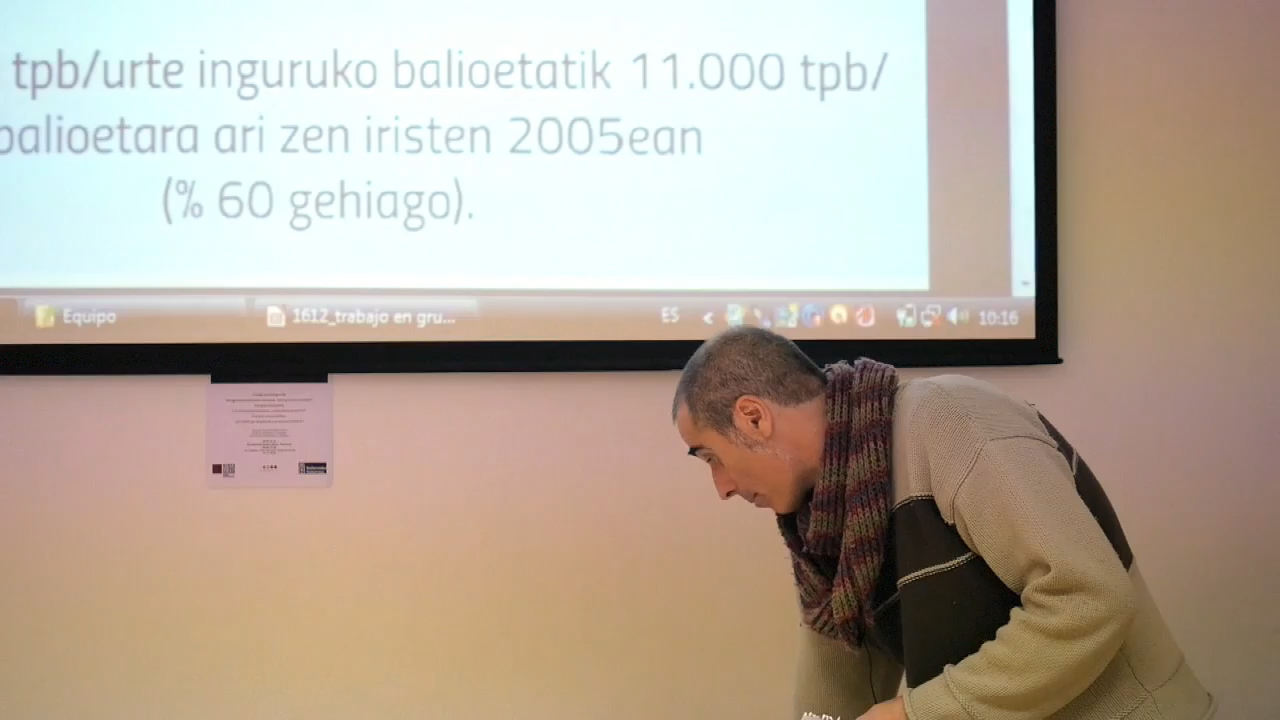 tpb/urte inguruko balioetatik 11.000 tpb/
balioetara ari zen iristen 2005ean
(% 60 gehiago).
Equipo
1612_trabajo en gru...
ES
10:16